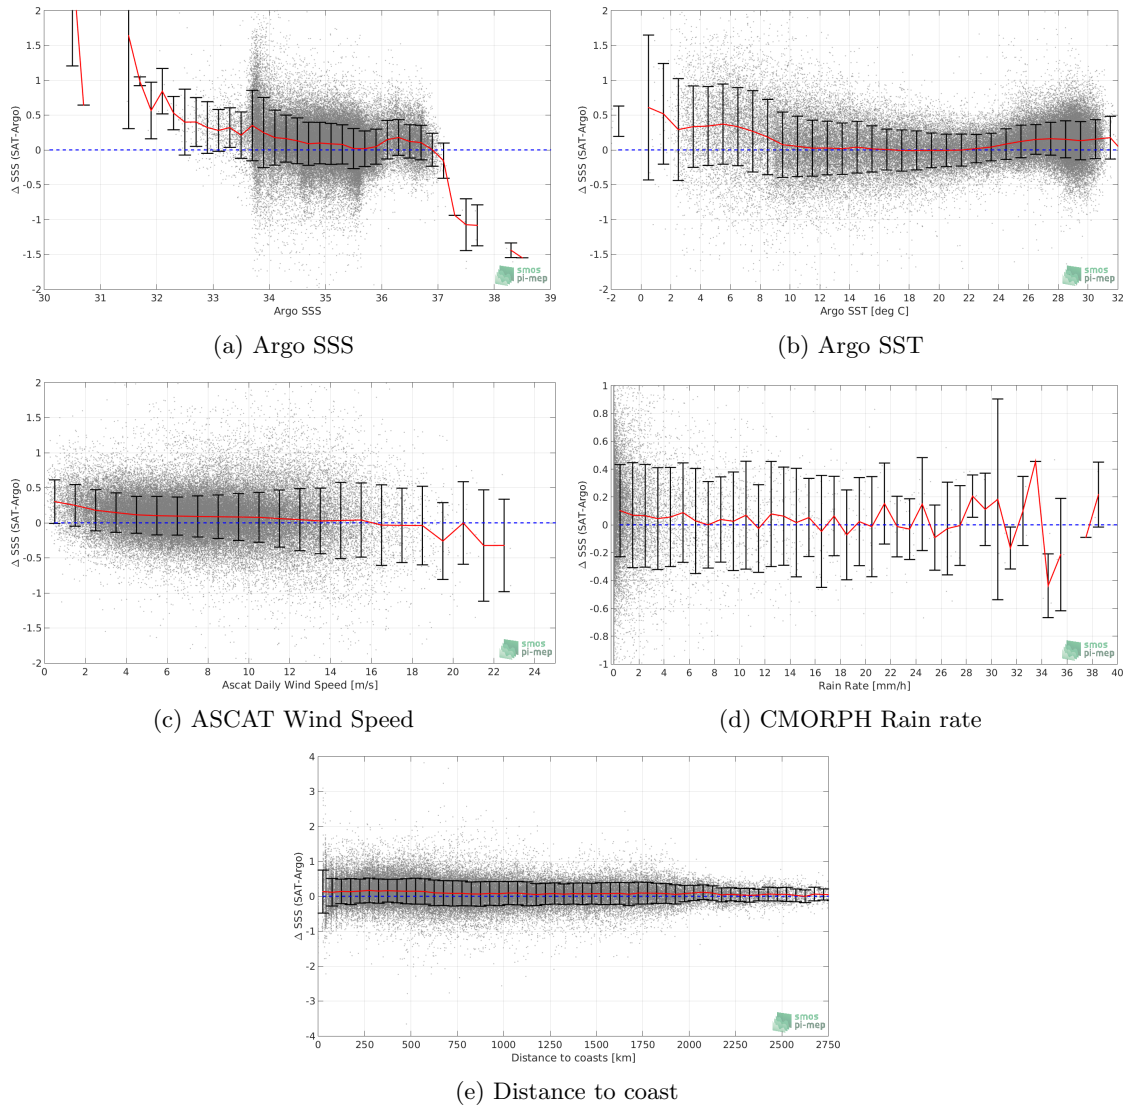 2
1.5
1
0.5
0
-0.5
-1
-1.5
-2
Δ SSS (SAT-Argo)
30 31 32 33 34 35 36 37 38 39
Argo SSS
smos
pi-mep
(a) Argo SSS
2
1.5
1
0.5
0
-0.5
-1
-1.5
-2
Δ SSS (SAT-Argo)
-2 0 2 4 6 8 10 12 14 16 18 20 22 24 26 28 30 32
Argo SST [deg C]
smos
pi-mep
(b) Argo SST
2
1.5
1
0.5
0
-0.5
-1
-1.5
-2
Δ SSS (SAT-Argo)
0 2 4 6 8 10 12 14 16 18 20 22 24
Ascat Daily Wind Speed [m/s]
smos
pi-mep
(c) ASCAT Wind Speed
1
0.8
0.6
0.4
0.2
0
-0.2
-0.4
-0.6
-0.8
-1
Δ SSS (SAT-Argo)
0 2 4 6 8 10 12 14 16 18 20 22 24 26 28 30 32 34 36 38 40
Rain Rate [mm/h]
smos
pi-mep
(d) CMORPH Rain rate
4
3
2
1
0
-1
-2
-3
-4
Δ SSS (SAT-Argo)
0 250 500 750 1000 1250 1500 1750 2000 2250 2500 2750
Distance to coasts [km]
smos
pi-mep
(e) Distance to coast